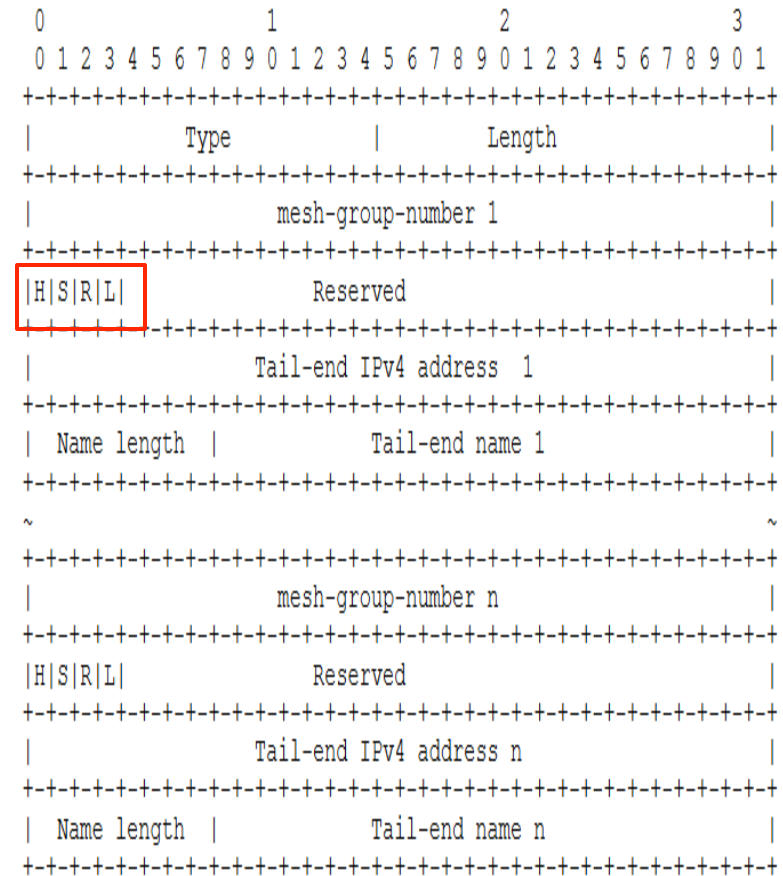 0                   1                   2                   3
0 1 2 3 4 5 6 7 8 9 0 1 2 3 4 5 6 7 8 9 0 1 2 3 4 5 6 7 8 9 0 1
+-+-+-+-+-+-+-+-+-+-+-+-+-+-+-+-+-+-+-+-+-+-+-+-+-+-+-+-+-+-+-+-+
|             Type            |         Length                  |
+-+-+-+-+-+-+-+-+-+-+-+-+-+-+-+-+-+-+-+-+-+-+-+-+-+-+-+-+-+-+-+-+
|                     mesh-group-number 1                       |
+-+-+-+-+-+-+-+-+-+-+-+-+-+-+-+-+-+-+-+-+-+-+-+-+-+-+-+-+-+-+-+-+
|H|S|R|L|                Reserved                               |
+-+-+-+-+-+-+-+-+-+-+-+-+-+-+-+-+-+-+-+-+-+-+-+-+-+-+-+-+-+-+-+-+
|                   Tail-end IPv4 address  1                    |
+-+-+-+-+-+-+-+-+-+-+-+-+-+-+-+-+-+-+-+-+-+-+-+-+-+-+-+-+-+-+-+-+
|  Name length  |             Tail-end name 1                   |
+-+-+-+-+-+-+-+-+-+-+-+-+-+-+-+-+-+-+-+-+-+-+-+-+-+-+-+-+-+-+-+-+
~                                                               ~
+-+-+-+-+-+-+-+-+-+-+-+-+-+-+-+-+-+-+-+-+-+-+-+-+-+-+-+-+-+-+-+-+
|                     mesh-group-number n                       |
+-+-+-+-+-+-+-+-+-+-+-+-+-+-+-+-+-+-+-+-+-+-+-+-+-+-+-+-+-+-+-+-+
|H|S|R|L|                Reserved                               |
+-+-+-+-+-+-+-+-+-+-+-+-+-+-+-+-+-+-+-+-+-+-+-+-+-+-+-+-+-+-+-+-+
|                   Tail-end IPv4 address n                     |
+-+-+-+-+-+-+-+-+-+-+-+-+-+-+-+-+-+-+-+-+-+-+-+-+-+-+-+-+-+-+-+-+
|  Name length  |             Tail-end name n                   |
+-+-+-+-+-+-+-+-+-+-+-+-+-+-+-+-+-+-+-+-+-+-+-+-+-+-+-+-+-+-+-+-+